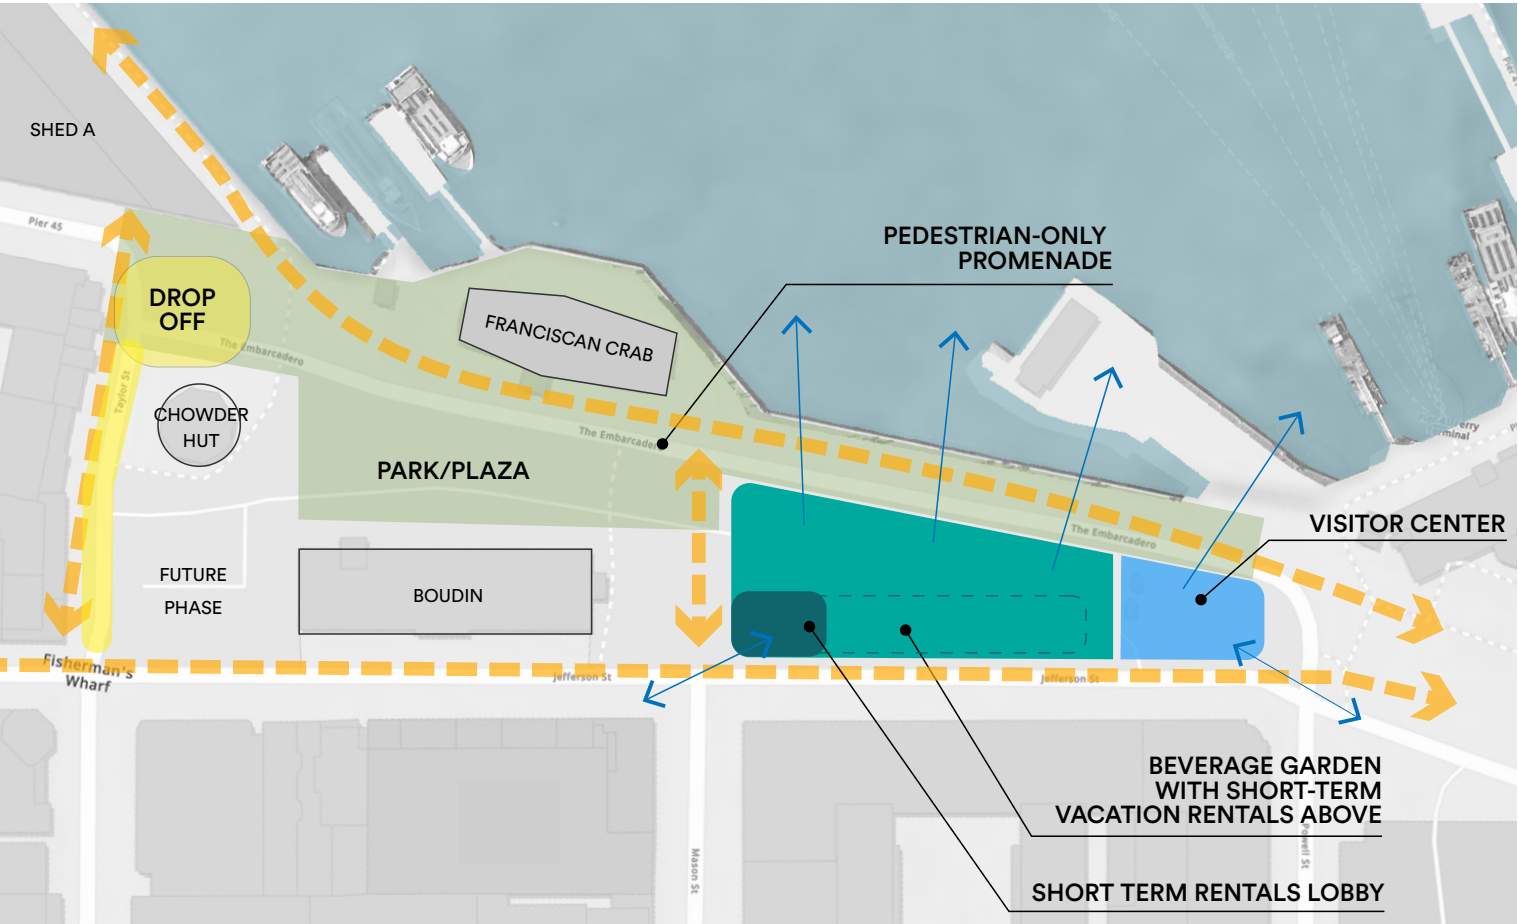 SHED A
Pier 45
PEDESTRIAN-ONLY
PROMENADE
DROP
OFF
FRANCISCAN CRAB
The Embarcadero
Taylor St
CHOWDER
HUT
The Embarcadero
PARK/PLAZA
VISITOR CENTER
The Embarcadero
FUTURE
PHASE
BOUDIN
Fisherman's
Wharf
Jefferson St
Jefferson St
BEVERAGE GARDEN
WITH SHORT-TERM
VACATION RENTALS ABOVE
Mason St
Powell St
SHORT TERM RENTALS LOBBY